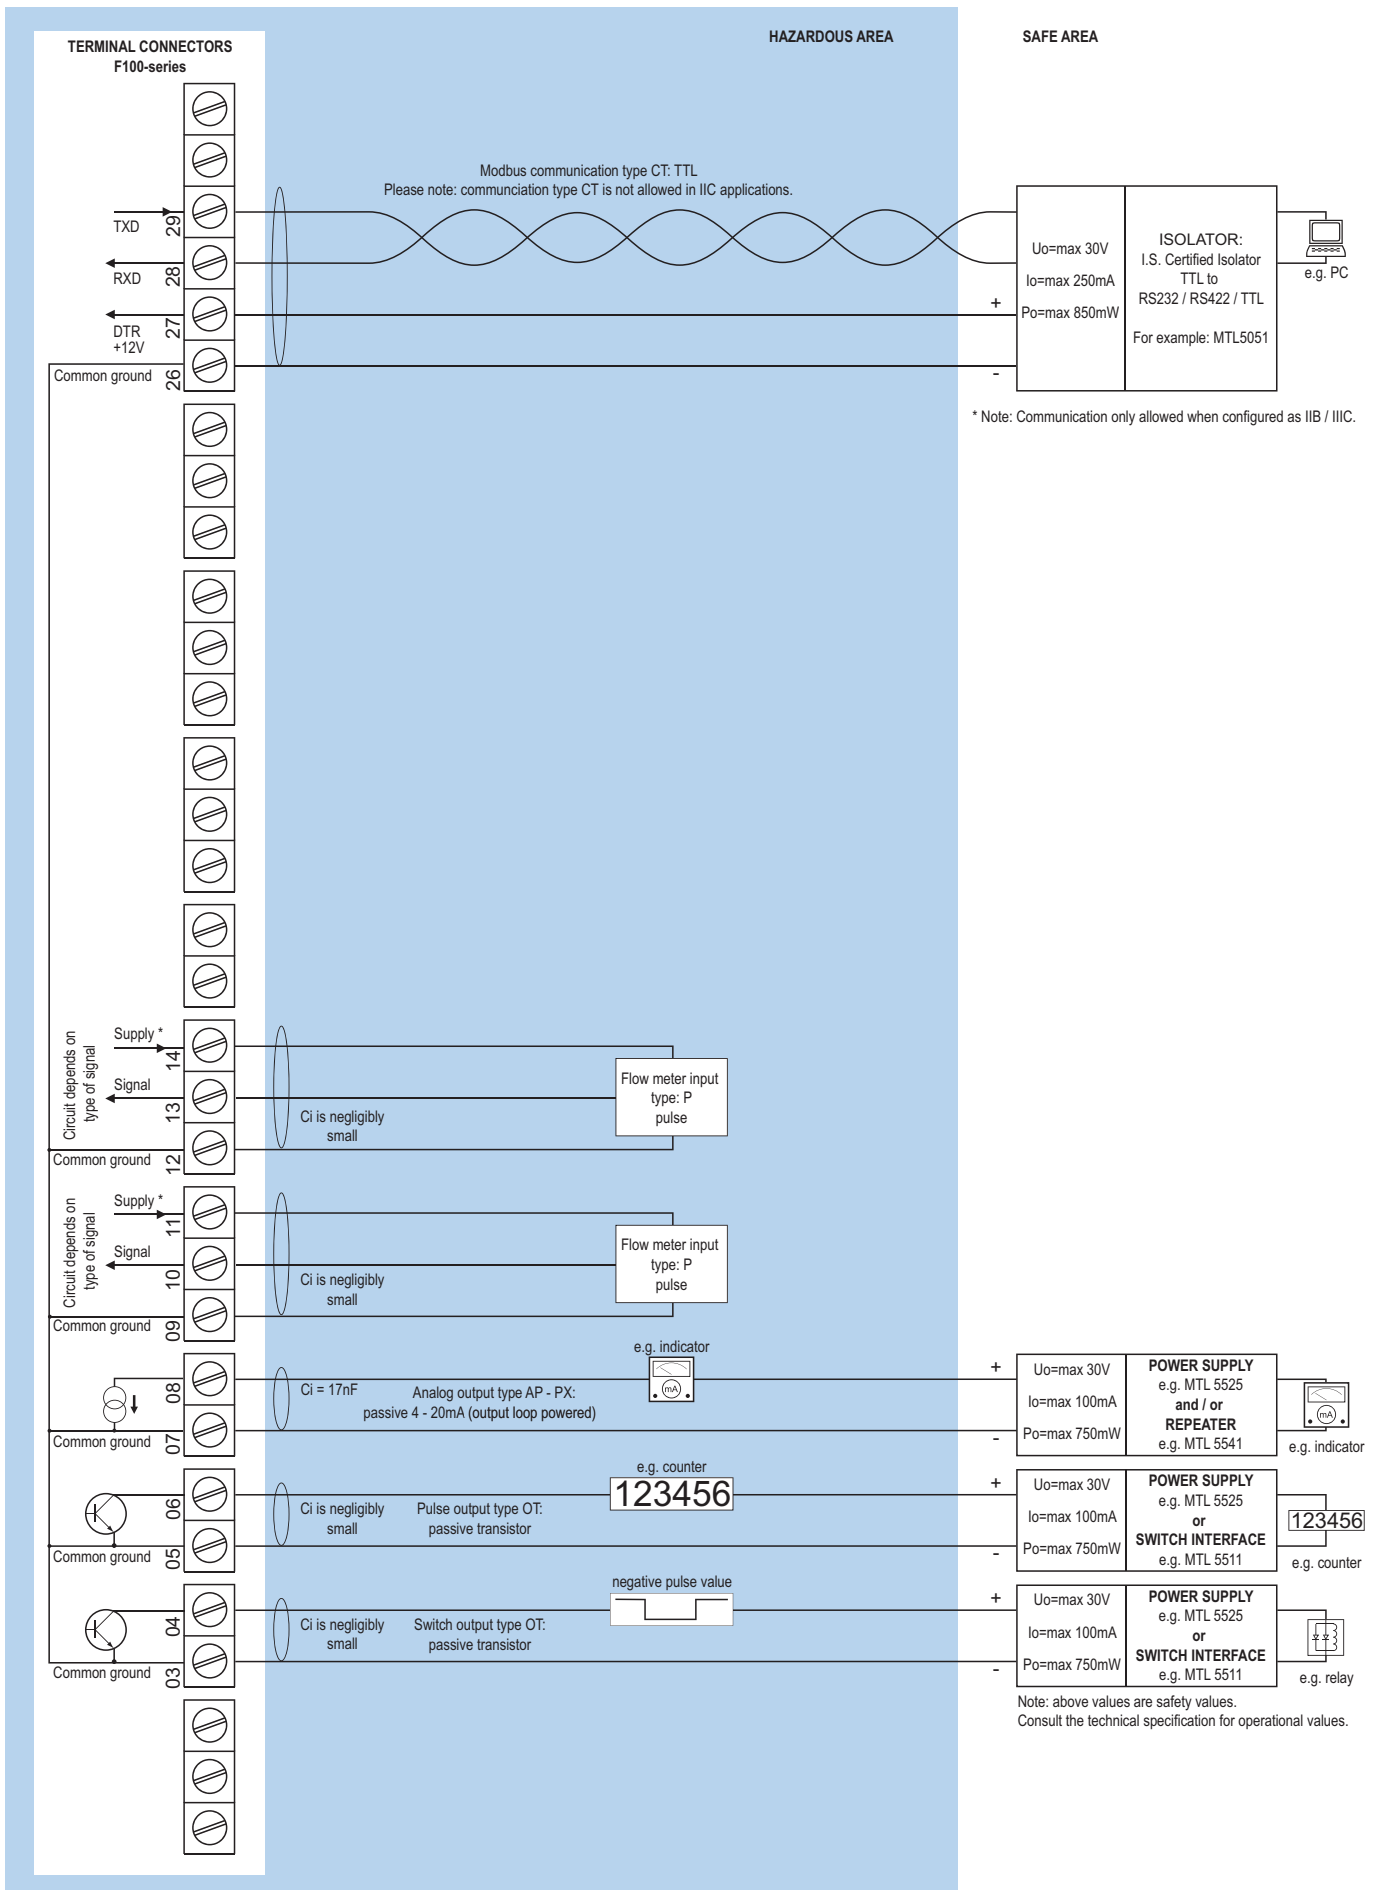 HAZARDOUS AREA
SAFE AREA
TERMINAL CONNECTORS
F100-series
Modbus communication type CT: TTL
Please note: communciation type CT is not allowed in IIC applications.
TXD
29
RXD
28
DTR
+12V
27
Common ground
26
+
-
Uo=max 30V
Io=max 250mA
Po=max 850mW
ISOLATOR:
I.S. Certified Isolator
TTL to
RS232 / RS422 / TTL
For example: MTL5051
e.g. PC
* Note: Communication only allowed when configured as IIB / IIIC.
Circuit depends on
type of signal
Supply *
14
Signal
13
Common ground
12
Ci is negligibly
small
Flow meter input
type: P
pulse
Circuit depends on
type of signal
Supply *
11
Signal
10
Common ground
09
Ci is negligibly
small
Flow meter input
type: P
pulse
08
Common ground
07
Ci = 17nF
Analog output type AP - PX:
passive 4 - 20mA (output loop powered)
e.g. indicator
mA
+
-
Uo=max 30V
Io=max 100mA
Po=max 750mW
POWER SUPPLY
e.g. MTL 5525
and / or
REPEATER
e.g. MTL 5541
mA
e.g. indicator
06
Common ground
05
Ci is negligibly
small
Pulse output type OT:
passive transistor
e.g. counter
123456
+
-
Uo=max 30V
Io=max 100mA
Po=max 750mW
POWER SUPPLY
e.g. MTL 5525
or
SWITCH INTERFACE
e.g. MTL 5511
123456
e.g. counter
04
Common ground
03
Ci is negligibly
small
Switch output type OT:
passive transistor
negative pulse value
+
-
Uo=max 30V
Io=max 100mA
Po=max 750mW
POWER SUPPLY
e.g. MTL 5525
or
SWITCH INTERFACE
e.g. MTL 5511
e.g. relay
Note: above values are safety values.
Consult the technical specification for operational values.